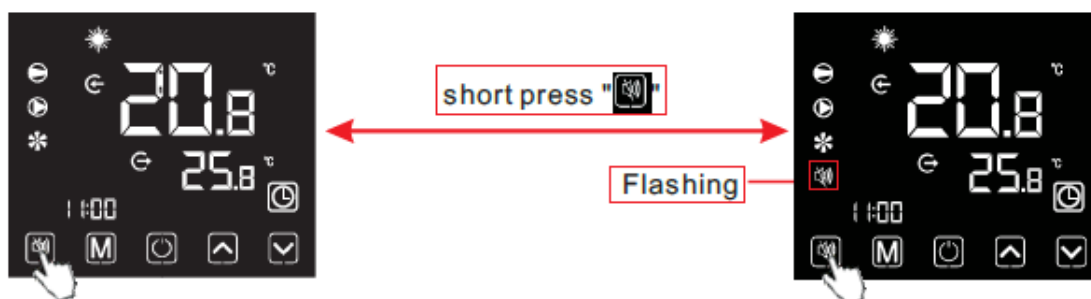 20.8 ℃
25.8 ℃
11:00
M
short press " "
Flashing
20.8 ℃
25.8 ℃
11:00
M